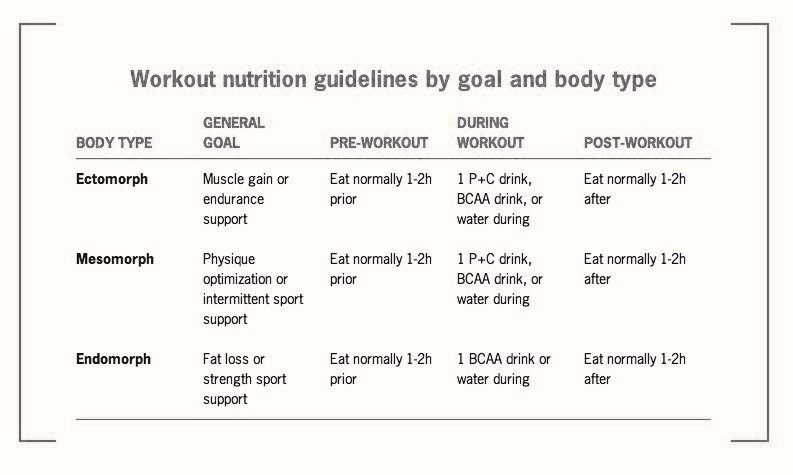 Workout nutrition guidelines by goal and body type
BODY TYPE GENERAL GOAL PRE-WORKOUT DURING WORKOUT POST-WORKOUT
Ectomorph Muscle gain or Eat normally 1-2h 1 P+C drink, Eat normally 1-2h
endurance prior BCAA drink, or after
support water during
Mesomorph Physique Eat normally 1-2h 1 P+C drink, Eat normally 1-2h
optimization or prior BCAA drink, or after
intermittent sport water during
support
Endomorph Fat loss or Eat normally 1-2h 1 BCAA drink or Eat normally 1-2h
strength sport prior water during after
support